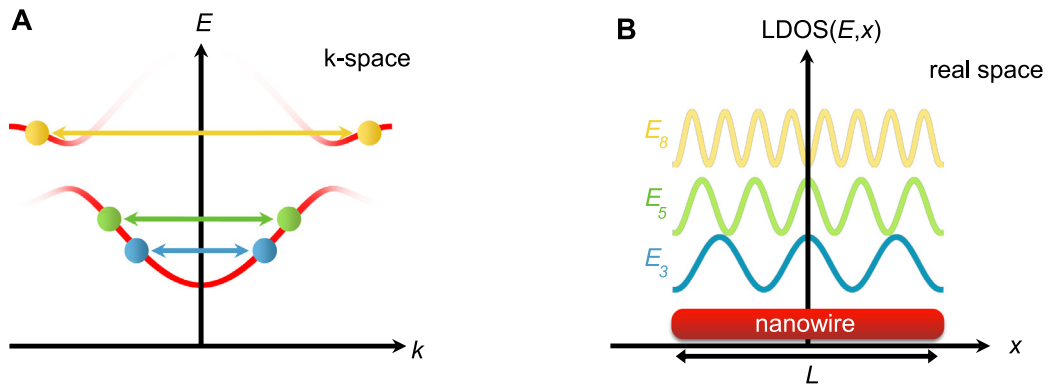 A
E
k-space
k
B
LDOS(E,x)
real space
E8
E5
E3
nanowire
x
L